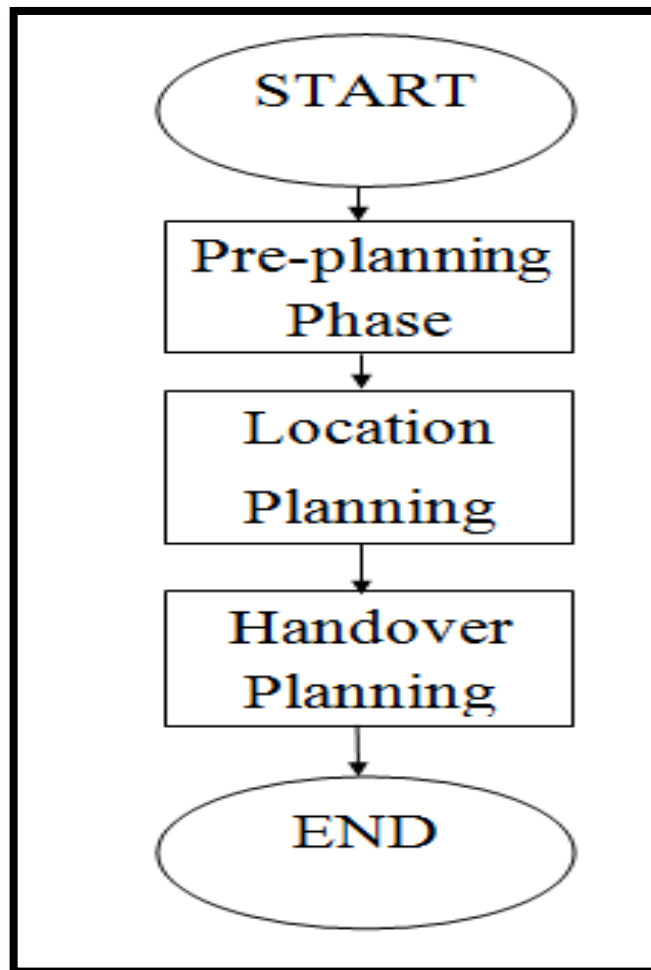 START
Pre-planning
Phase
Location
Planning
Handover
Planning
END